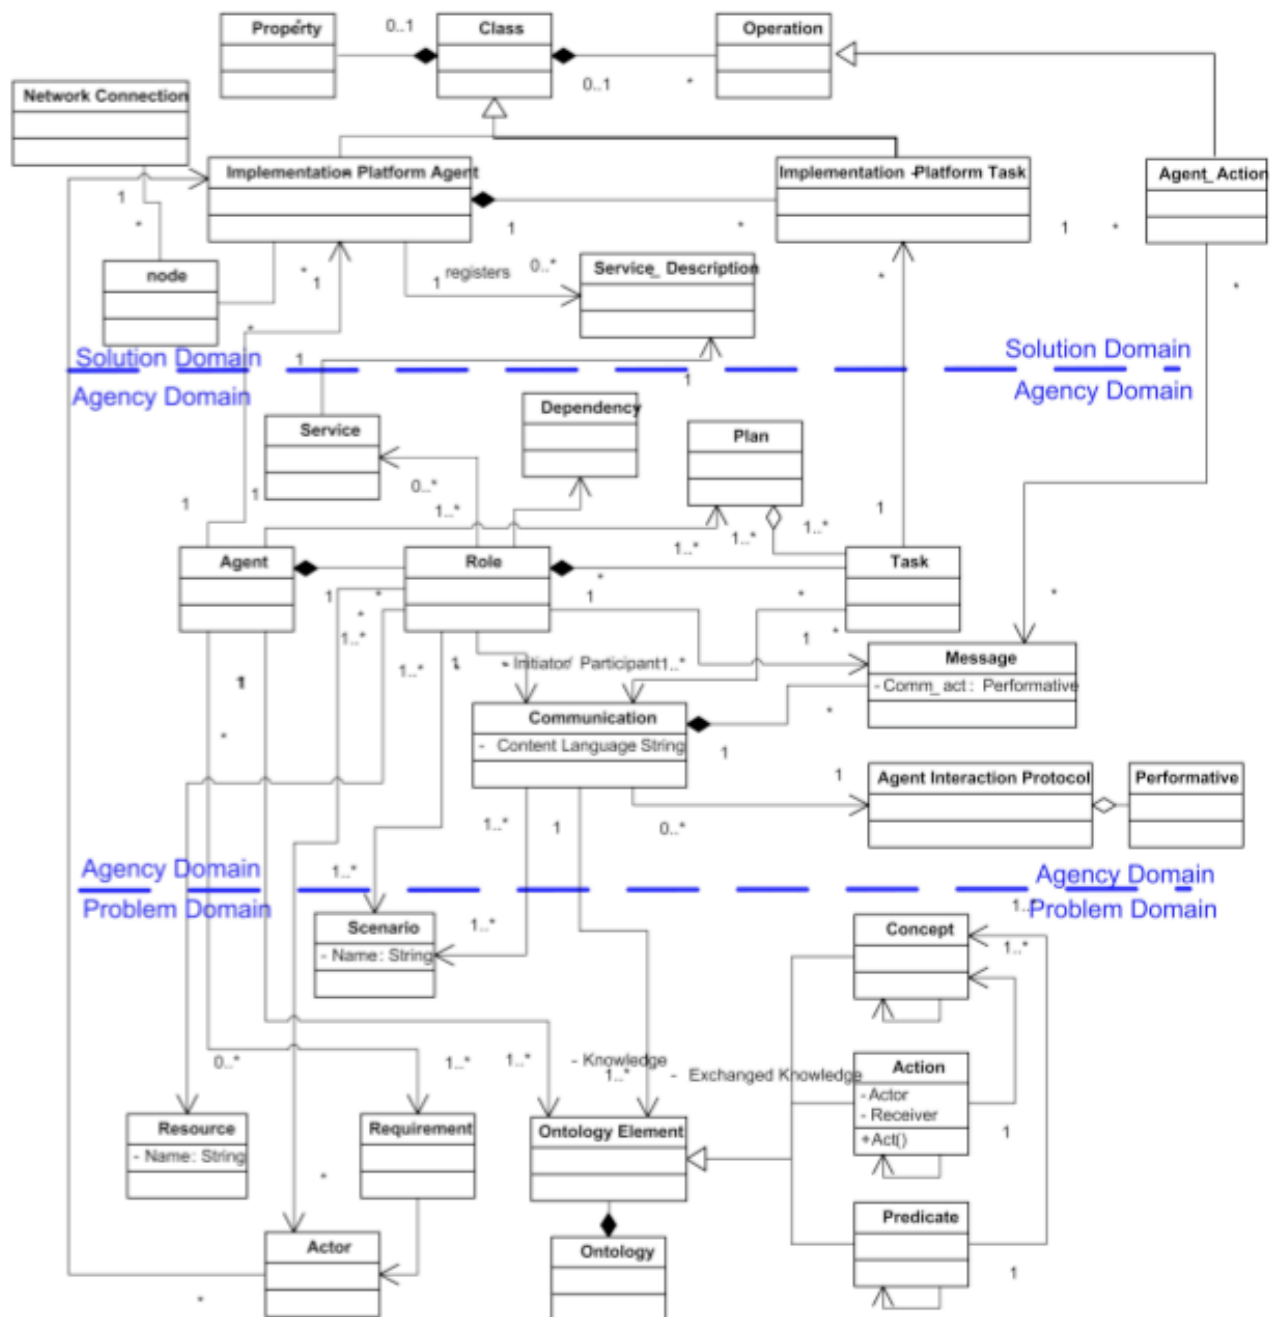 Property
0..1
Class
Operation
0..1
*
Network Connection
Implementation Platform Agent
Implementation -Platform Task
Agent_Action
1
*
1
*
1
*
node
*
1
1
registers
0..*
Service_ Description
*
*
*
1
1
Solution Domain
Solution Domain
Agency Domain
Agency Domain
Service
Dependency
Plan
0..*
1
1
1..*
1..*
1..*
1..*
1
Agent
Role
Task
1
*
*
1
*
*
*
1..*
1..*
1
1
*
- Initiator/ Participant
1..*
Message
- Comm_act : Performative
1
*
Communication
- Content Language String
*
1
1
Agent Interaction Protocol
Performative
1..*
1
0..*
Agency Domain
1..*
Agency Domain
Problem Domain
Problem Domain
1..
Scenario
- Name: String
1..*
Concept
1..*
0..*
1..*
1..*
- Knowledge
1..*
- Exchanged Knowledge
Action
- Actor
- Receiver
+Act()
1
Resource
- Name: String
Requirement
Ontology Element
*
Predicate
1
Actor
*
Ontology